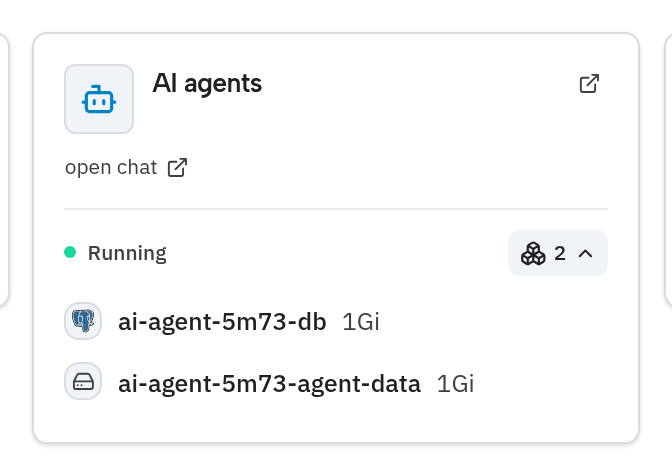 AI agents
open chat
Running 2
ai-agent-5m73-db 1Gi
ai-agent-5m73-agent-data 1Gi